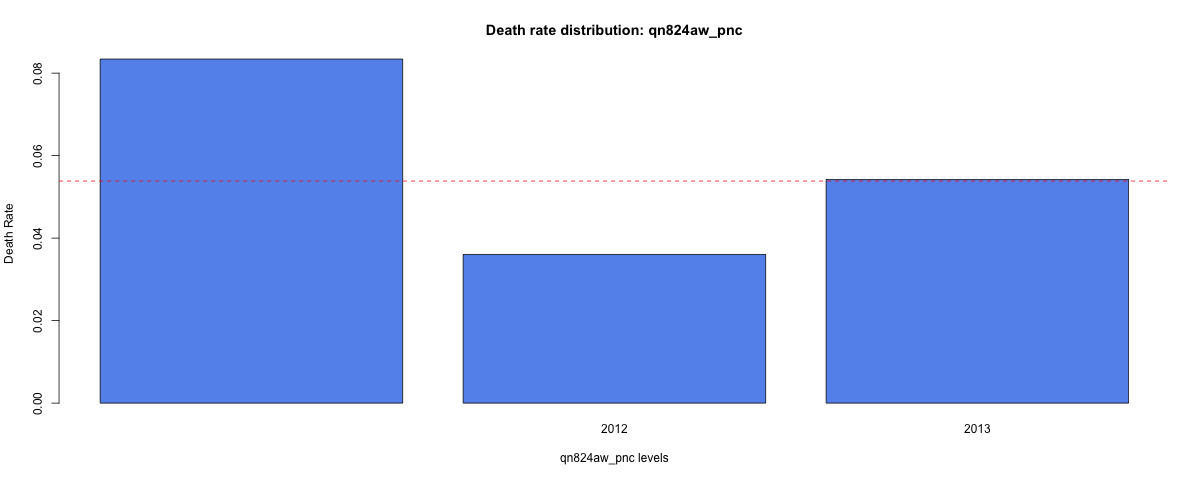 Death rate distribution: qn824aw_pnc
Death Rate
0.08
0.06
0.04
0.02
0.00
2012
2013
qn824aw_pnc levels